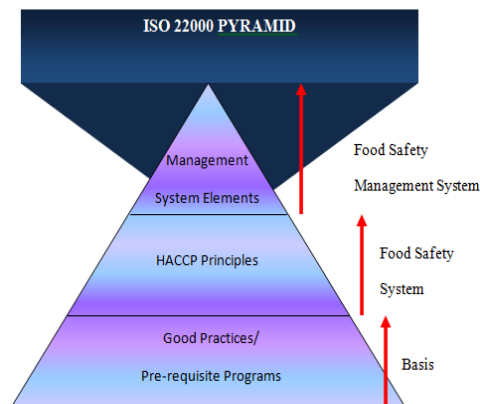 ISO 22000 PYRAMID
Management
System Elements
Food Safety
Management System
HACCP Principles
Food Safety
System
Good Practices/
Pre-requisite Programs
Basis